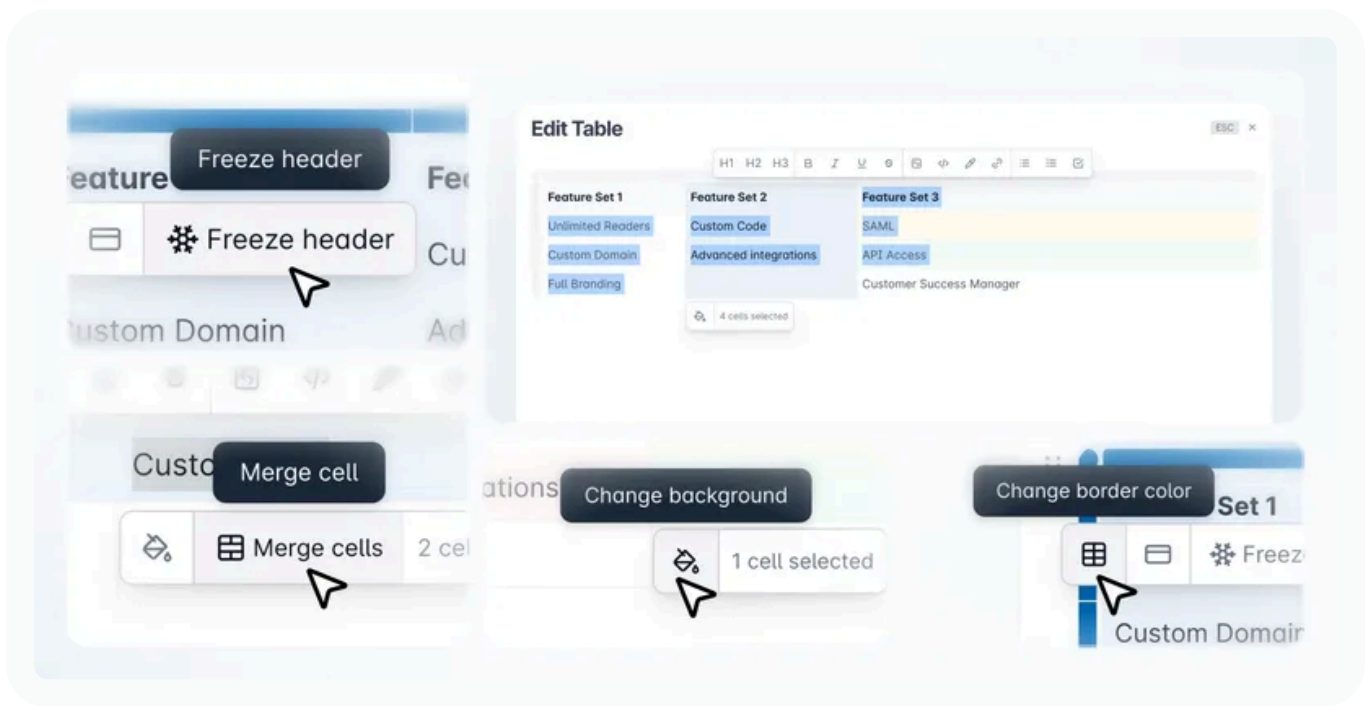 Freeze header
eature
Fea
Freeze header
Cu
ustom Domain
Ad
Edit Table
ESC
H1 H2 H3 B I U S
Feature Set 1 Feature Set 2 Feature Set 3
Unlimited Readers Custom Code SAML
Custom Domain Advanced integrations API Access
Full Branding Customer Success Manager
4 cells selected
Custo
Merge cell
Merge cells 2 cel
ations
Change background
1 cell selected
Change border color
Set 1
Freez
Custom Domain